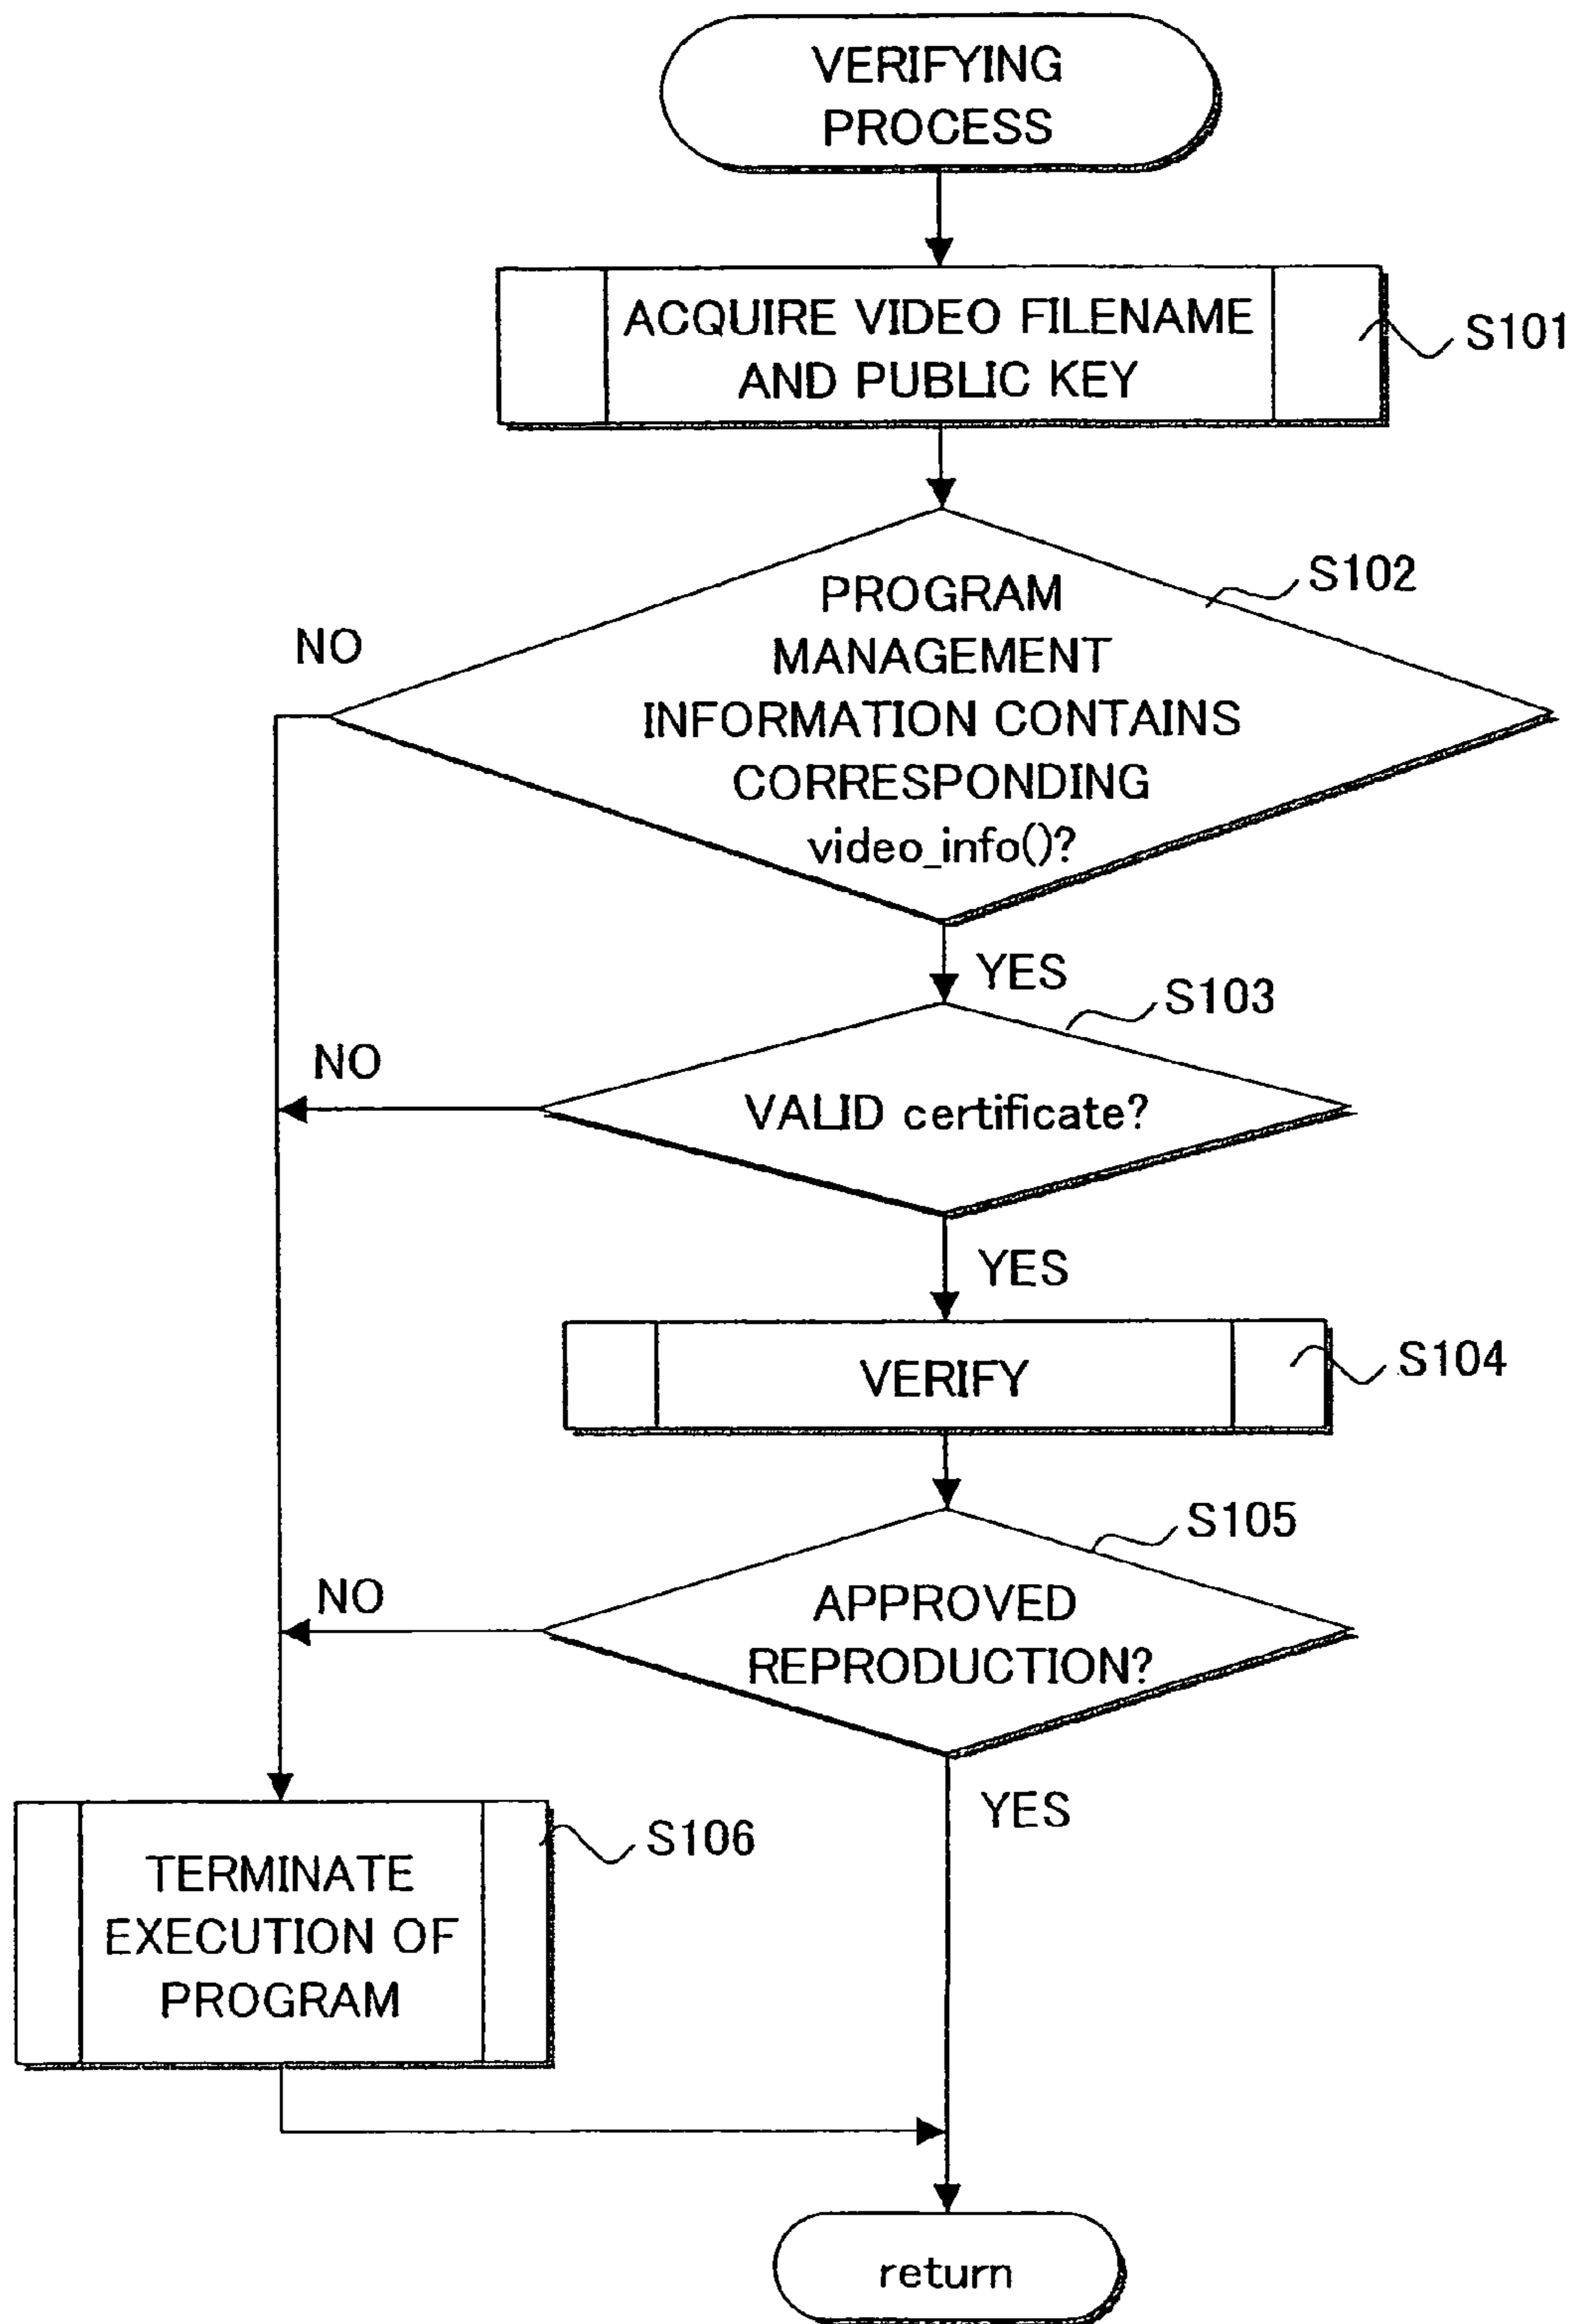 VERIFYING
PROCESS
ACQUIRE VIDEO FILENAME
AND PUBLIC KEY
S101
S102
PROGRAM
MANAGEMENT
INFORMATION CONTAINS
CORRESPONDING
video_info()?
NO
YES
S103
NO
VALID certificate?
YES
VERIFY
S104
S105
NO
APPROVED
REPRODUCTION?
YES
S106
TERMINATE
EXECUTION OF
PROGRAM
return